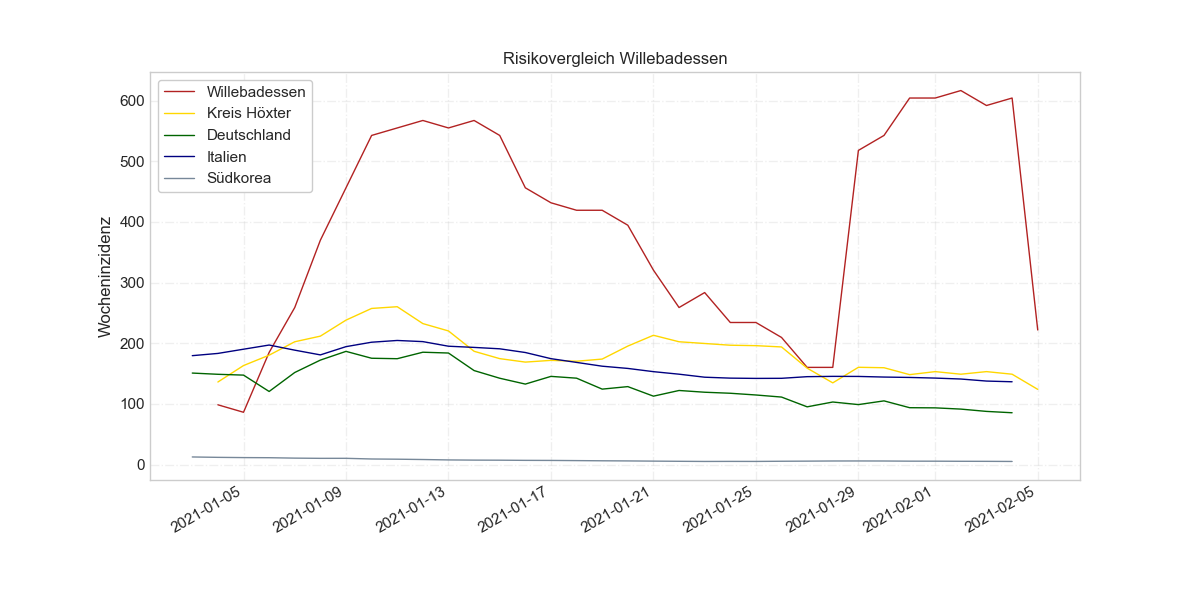 Risikovergleich Willebadessen
Willebadessen
Kreis Höxter
Deutschland
Italien
Südkorea
Wocheninzidenz
600
500
400
300
200
100
0
2021-01-05
2021-01-09
2021-01-13
2021-01-17
2021-01-21
2021-01-25
2021-01-29
2021-02-01
2021-02-05